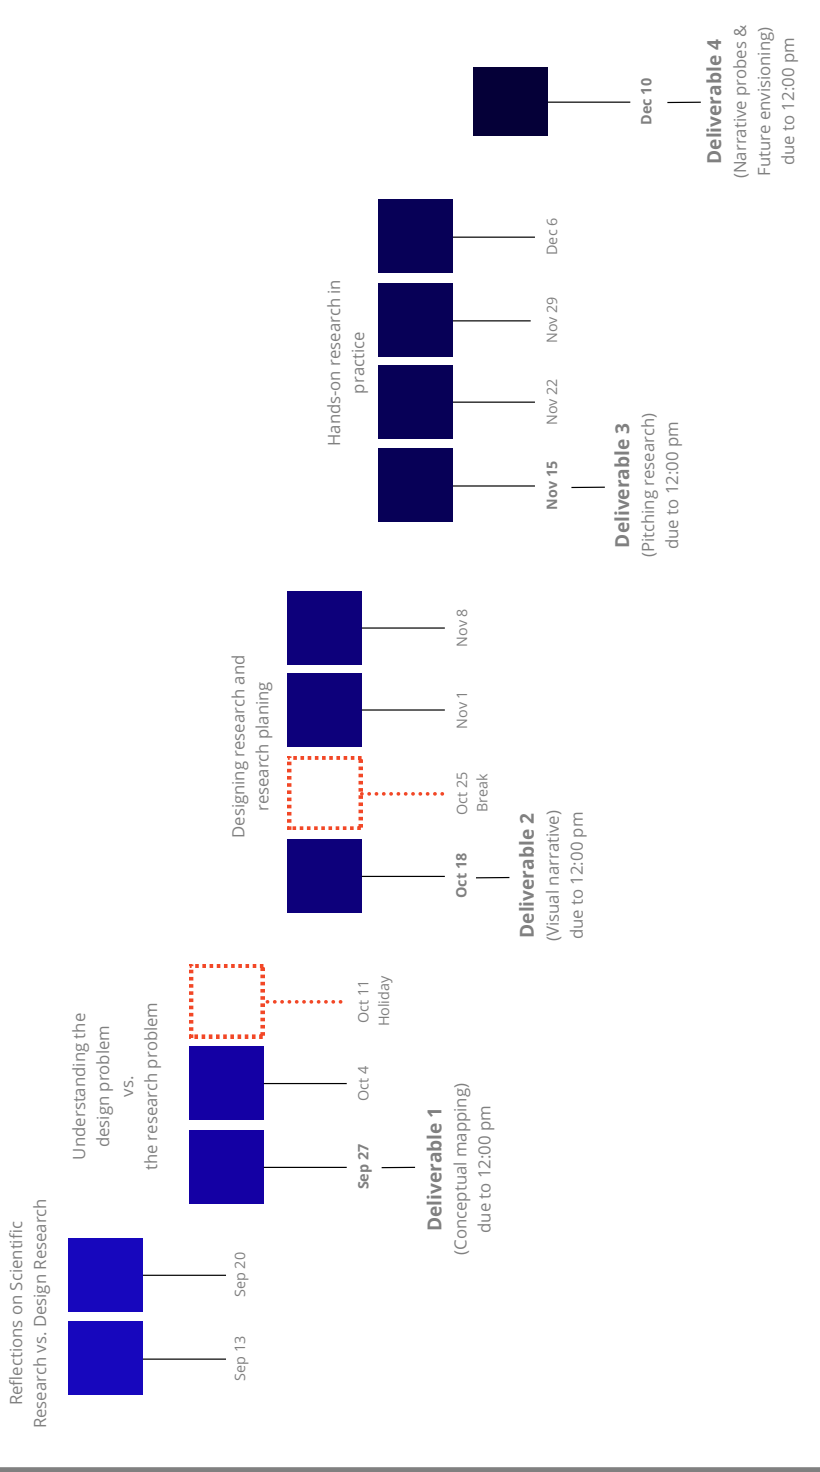 Reflections on Scientific
Research vs. Design Research
Sep 13
Sep 20
Understanding the
design problem
vs.
the research problem
Sep 27
Deliverable 1
(Conceptual mapping)
due to 12:00 pm
Oct 4
Oct 11
Holiday
Designing research and
research planing
Oct 18
Deliverable 2
(Visual narrative)
due to 12:00 pm
Oct 25
Break
Nov 1
Nov 8
Hands-on research in
practice
Nov 15
Deliverable 3
(Pitching research)
due to 12:00 pm
Nov 22
Nov 29
Dec 6
Dec 10
Deliverable 4
(Narrative probes &
Future envisioning)
due to 12:00 pm